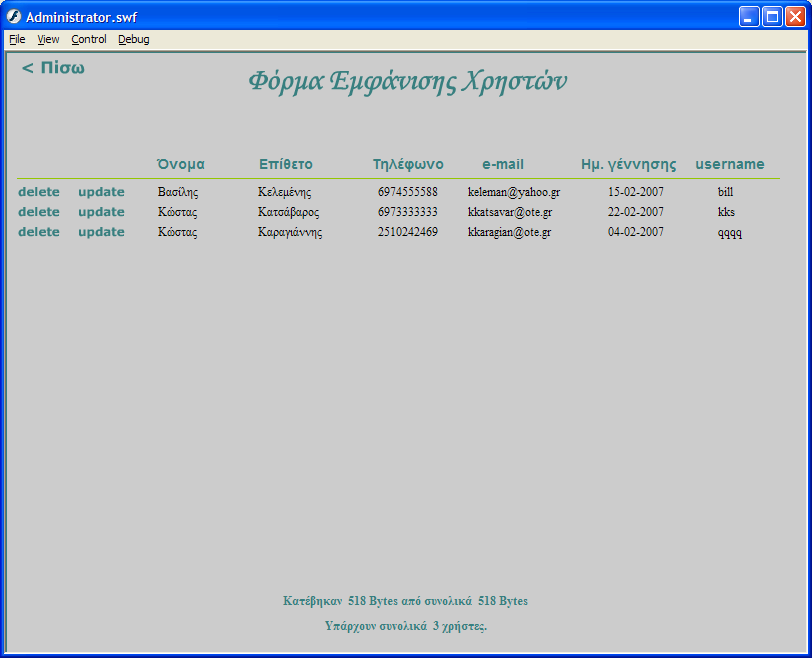 Administrator.swf
File View Control Debug
< Πίσω
Φόρμα Εμφάνισης Χρηστών
Όνομα Επίθετο Τηλέφωνο e-mail Ημ. γέννησης username
delete update Βασίλης Κελεμένης 6974555588 keleman@yahoo.gr 15-02-2007 bill
delete update Κώστας Κατσάβαρος 6973333333 kkatsavar@ote.gr 22-02-2007 kks
delete update Κώστας Καραγιάννης 2510242469 kkaragian@ote.gr 04-02-2007 qqqq
Κατέβηκαν 518 Bytes από συνολικά 518 Bytes
Υπάρχουν συνολικά 3 χρήστες.